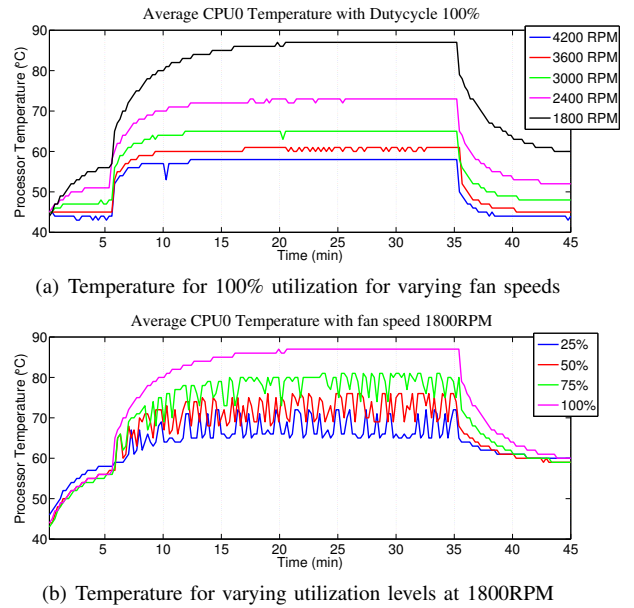 Average CPU0 Temperature with Dutycycle 100%
90
80
70
60
50
40
Processor Temperature (ºC)
4200 RPM
3600 RPM
3000 RPM
2400 RPM
1800 RPM
5 10 15 20 25 30 35 40 45
Time (min)
(a) Temperature for 100% utilization for varying fan speeds
Average CPU0 Temperature with fan speed 1800RPM
90
80
70
60
50
40
Processor Temperature (ºC)
25%
50%
75%
100%
5 10 15 20 25 30 35 40 45
Time (min)
(b) Temperature for varying utilization levels at 1800RPM